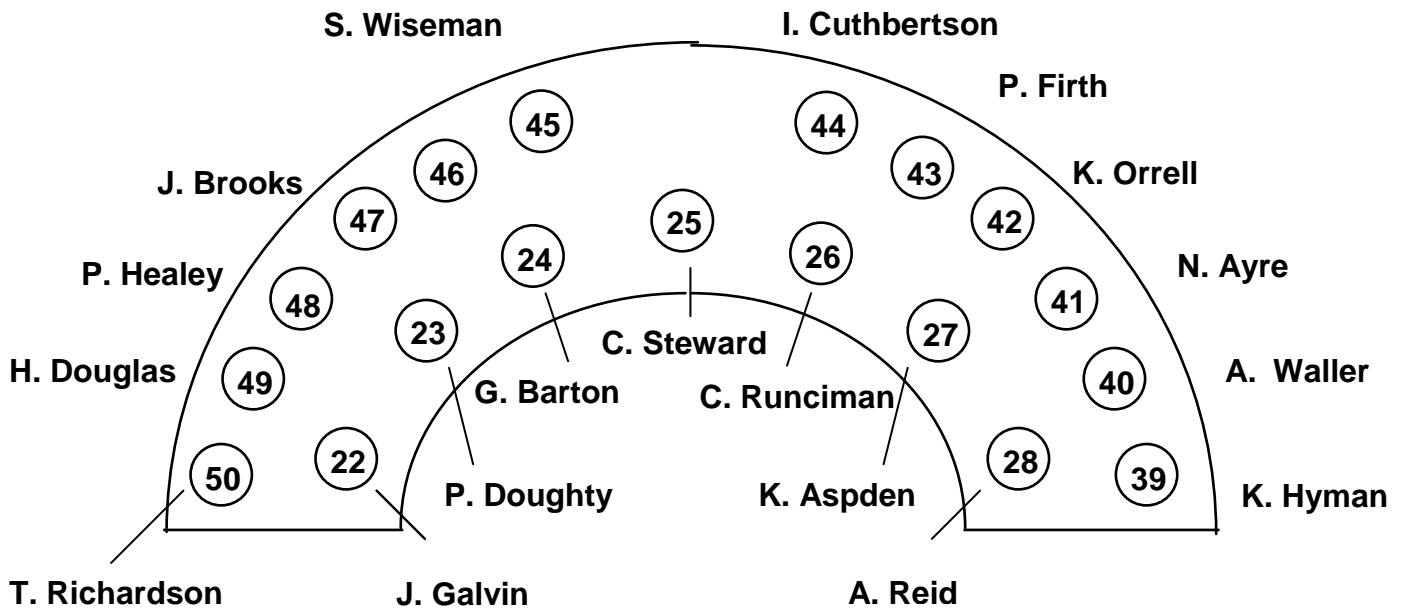 S. Wiseman
I. Cuthbertson
P. Firth
45
44
46
43
J. Brooks
K. Orrell
47
25
42
24
26
P. Healey
N. Ayre
48
23
27
41
C. Steward
H. Douglas
49
G. Barton
C. Runciman
40
A. Waller
50
22
28
39
P. Doughty
K. Aspden
K. Hyman
T. Richardson
J. Galvin
A. Reid